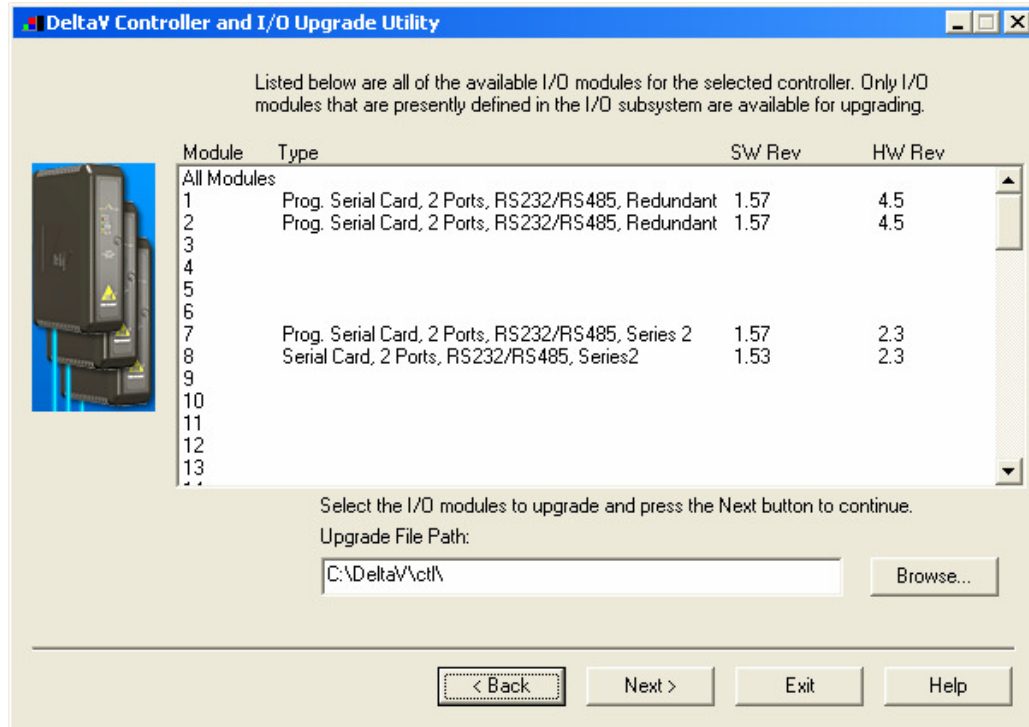 DeltaV Controller and I/O Upgrade Utility
Listed below are all of the available I/O modules for the selected controller. Only I/O
modules that are presently defined in the I/O subsystem are available for upgrading.
Module Type SW Rev HW Rev
All Modules
1 Prog. Serial Card, 2 Ports, RS232/RS485, Redundant 1.57 4.5
2 Prog. Serial Card, 2 Ports, RS232/RS485, Redundant 1.57 4.5
3
4
5
6
7 Prog. Serial Card, 2 Ports, RS232/RS485, Series 2 1.57 2.3
8 Serial Card, 2 Ports, RS232/RS485, Series2 1.53 2.3
9
10
11
12
13
Select the I/O modules to upgrade and press the Next button to continue.
Upgrade File Path:
C:\DeltaV\ctl\
Browse...
< Back Next > Exit Help